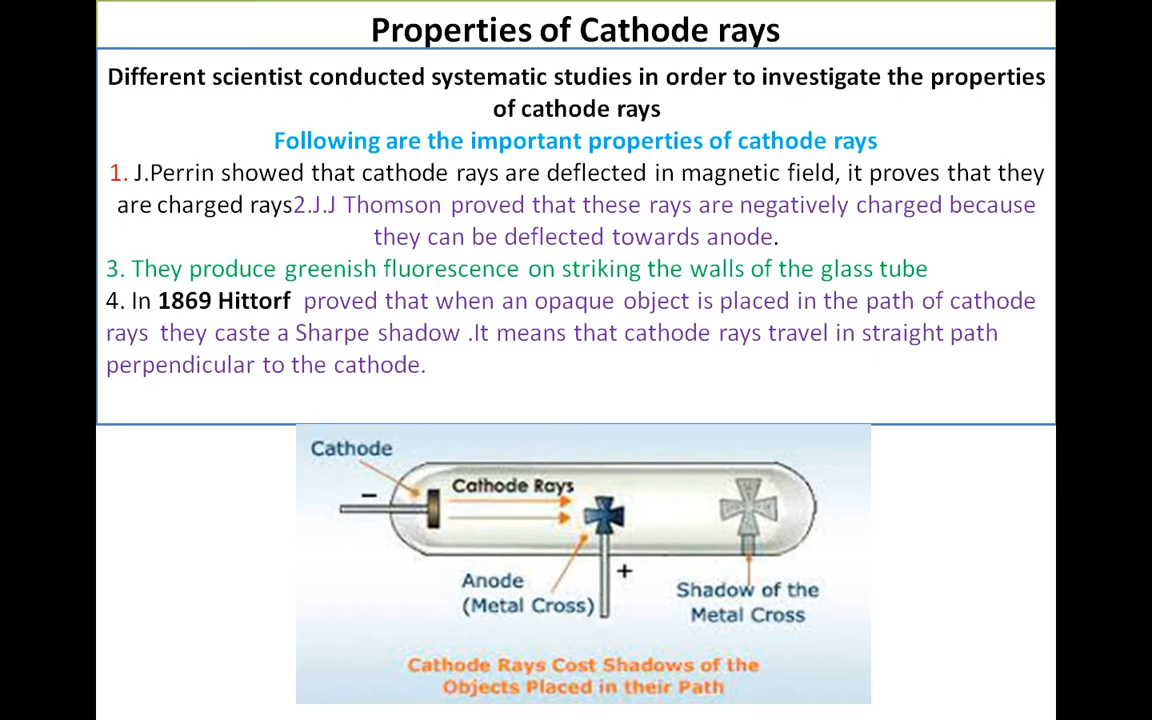 Properties of Cathode rays
Different scientist conducted systematic studies in order to investigate the properties
of cathode rays
Following are the important properties of cathode rays
1. J.Perrin showed that cathode rays are deflected in magnetic field, it proves that they
are charged rays2.J.J Thomson proved that these rays are negatively charged because
they can be deflected towards anode.
3. They produce greenish fluorescence on striking the walls of the glass tube
4. In 1869 Hittorf proved that when an opaque object is placed in the path of cathode
rays they caste a Sharpe shadow .It means that cathode rays travel in straight path
perpendicular to the cathode.
Cathode
Cathode Rays
−
+
Anode
(Metal Cross)
Shadow of the
Metal Cross
Cathode Rays Cost Shadows of the
Objects Placed in their Path